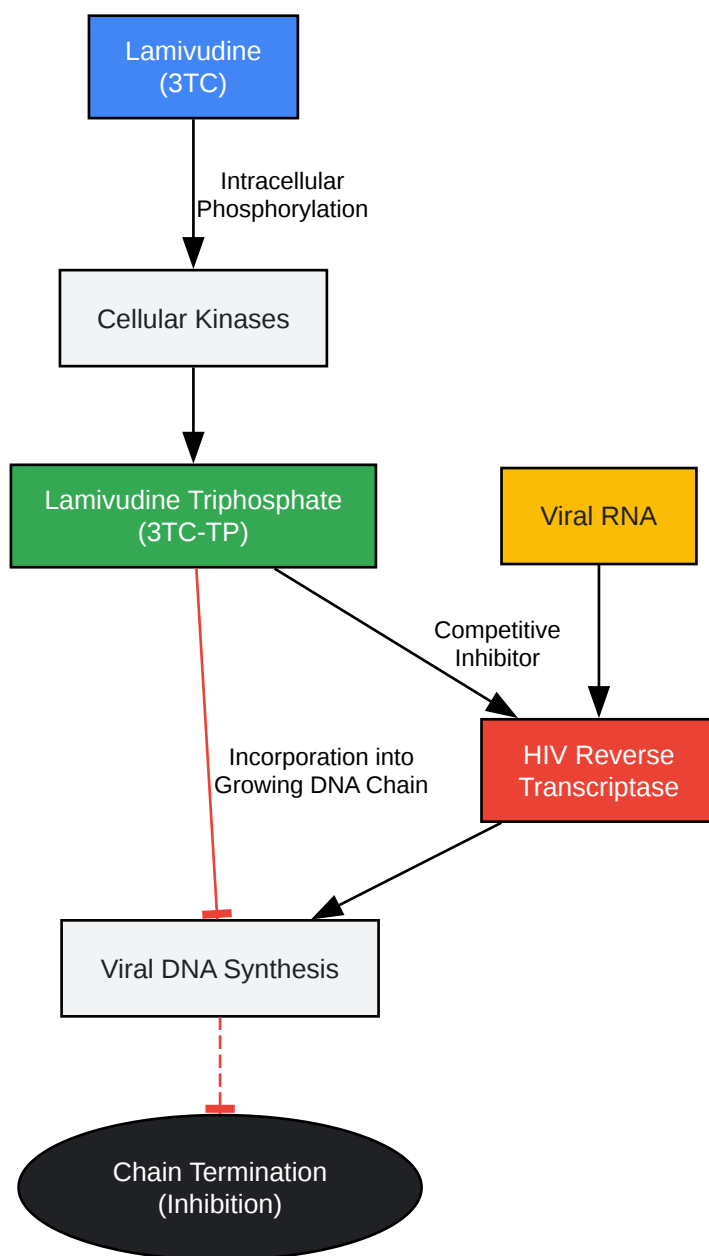 Lamivudine
(3TC)
Intracellular
Phosphorylation
Cellular Kinases
Lamivudine Triphosphate
(3TC-TP)
Viral RNA
Competitive
Inhibitor
HIV Reverse
Transcriptase
Incorporation into
Growing DNA Chain
Viral DNA Synthesis
Chain Termination
(Inhibition)